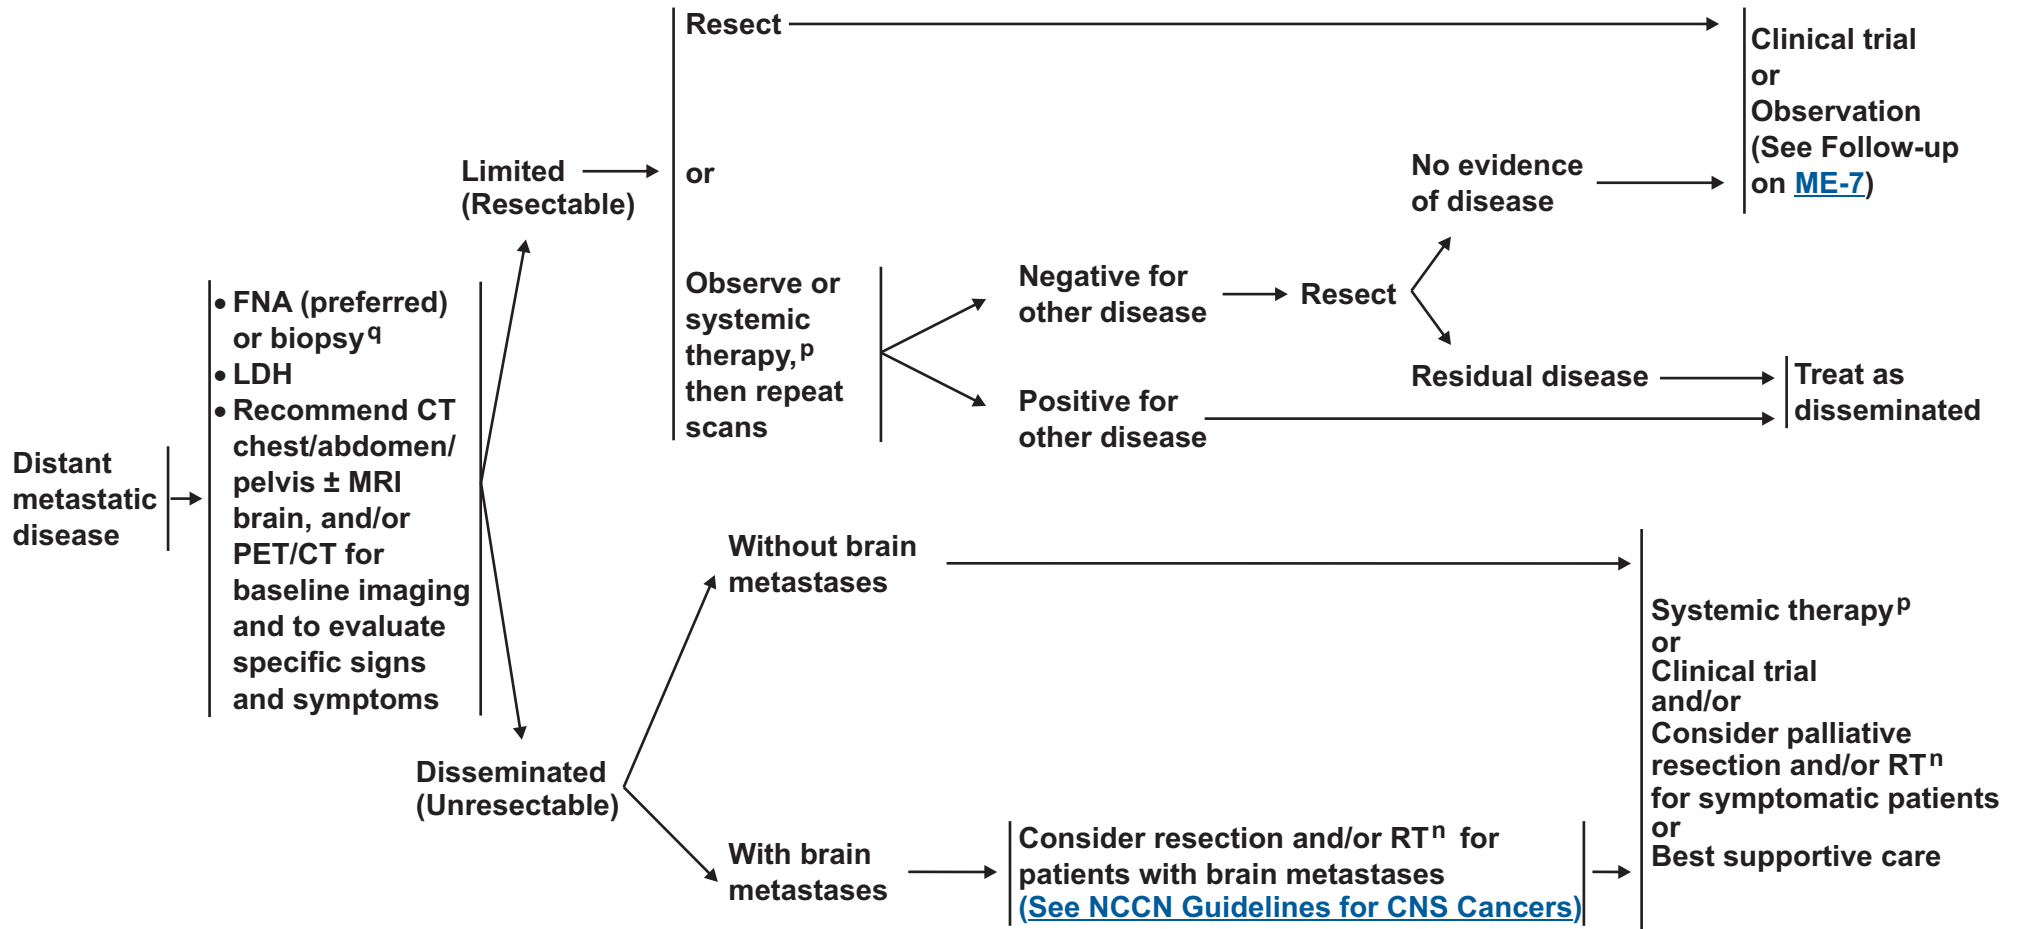 Distant
metastatic
disease
• FNA (preferred)
or biopsy q
• LDH
• Recommend CT
chest/abdomen/
pelvis ± MRI
brain, and/or
PET/CT for
baseline imaging
and to evaluate
specific signs
and symptoms
Limited
(Resectable)
Resect
or
Observe or
systemic
therapy,p
then repeat
scans
Negative for
other disease
Resect
No evidence
of disease
Clinical trial
or
Observation
(See Follow-up
on ME-7)
Residual disease
Positive for
other disease
Treat as
disseminated
Disseminated
(Unresectable)
Without brain
metastases
With brain
metastases
Consider resection and/or RTn for
patients with brain metastases
(See NCCN Guidelines for CNS Cancers)
Systemic therapyp
or
Clinical trial
and/or
Consider palliative
resection and/or RTn
for symptomatic patients
or
Best supportive care